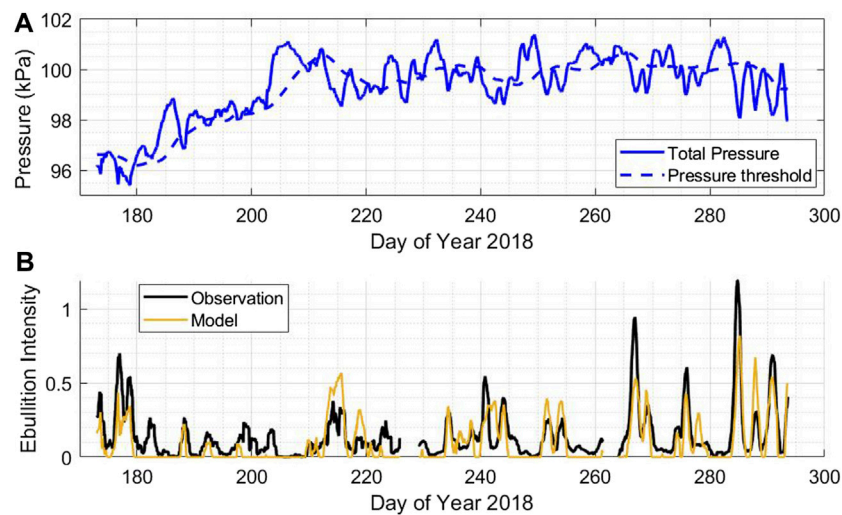 A
102
100
98
96
Pressure (kPa)
Total Pressure
Pressure threshold
180 200 220 240 260 280 300
Day of Year 2018
B
1
0.5
0
Ebullition Intensity
Observation
Model
180 200 220 240 260 280 300
Day of Year 2018